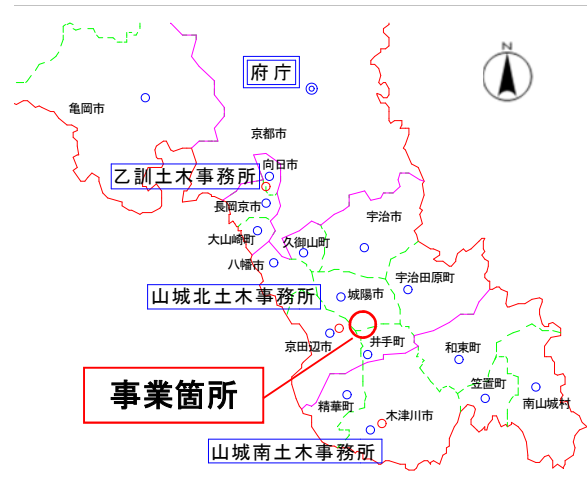 N
府庁
亀岡市
京都市
向日市
乙訓土木事務所
長岡京市
宇治市
大山崎町
久御山町
八幡市
宇治田原町
山城北土木事務所
城陽市
京田辺市
井手町
和東町
事業箇所
笠置町
南山城村
精華町
木津川市
山城南土木事務所